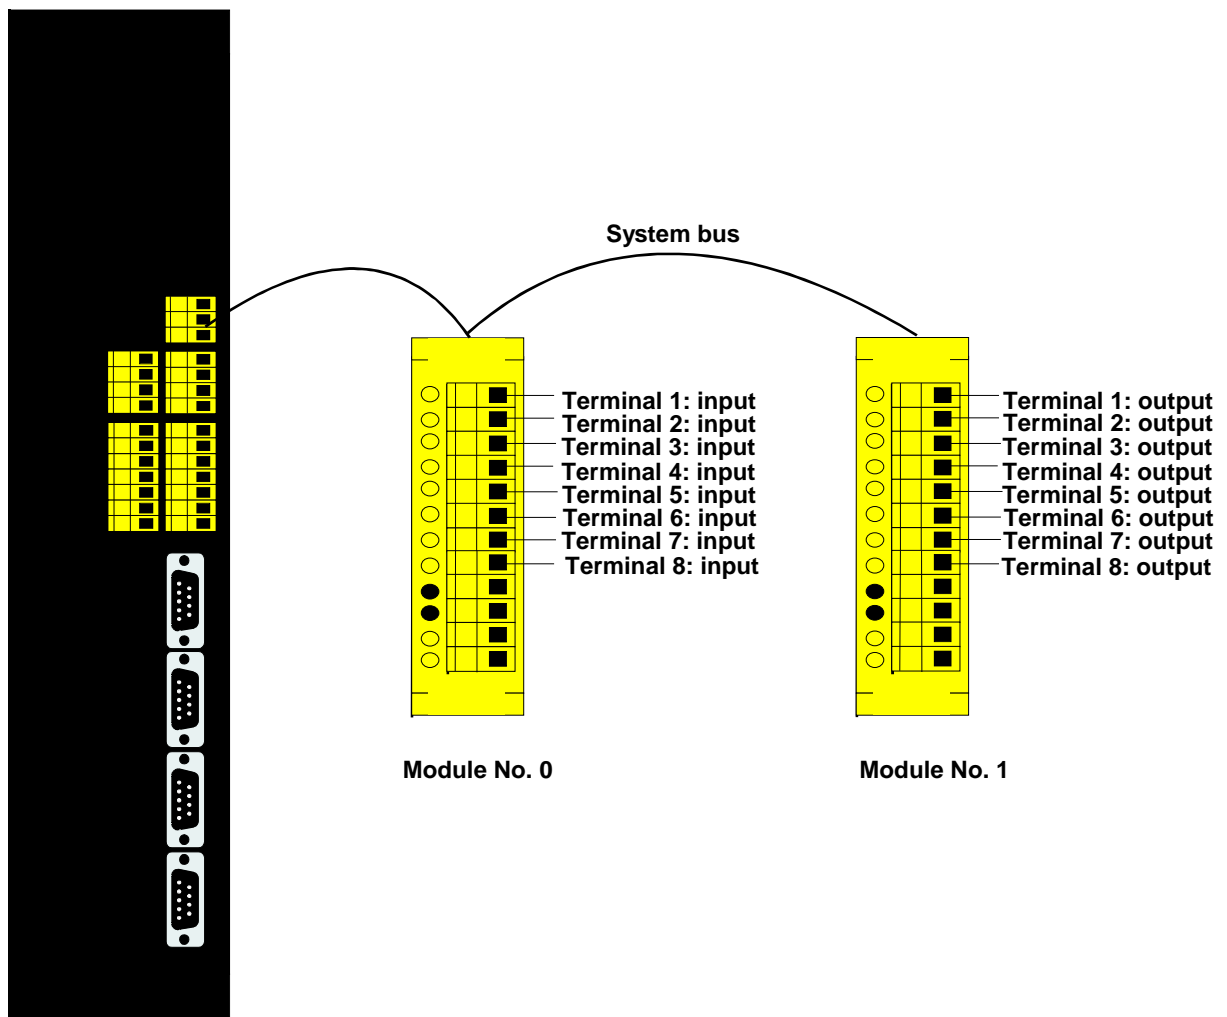 System bus
Terminal 1: input
Terminal 2: input
Terminal 3: input
Terminal 4: input
Terminal 5: input
Terminal 6: input
Terminal 7: input
Terminal 8: input
Terminal 1: output
Terminal 2: output
Terminal 3: output
Terminal 4: output
Terminal 5: output
Terminal 6: output
Terminal 7: output
Terminal 8: output
Module No. 0
Module No. 1